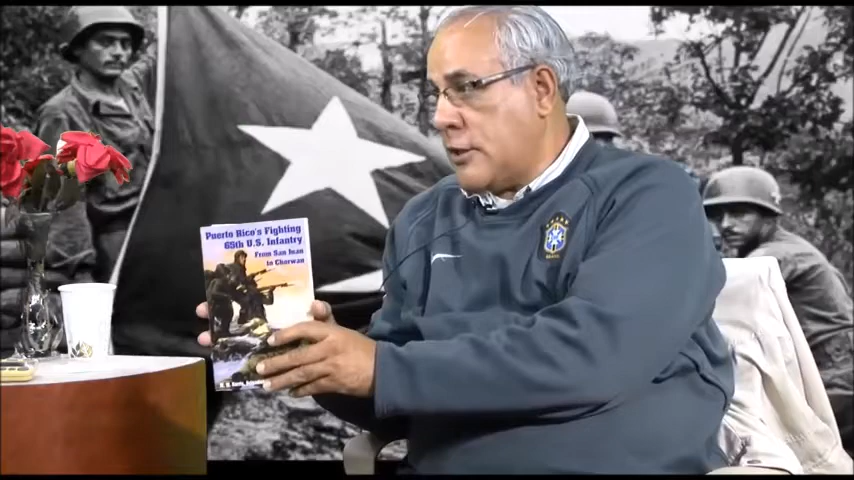 Puerto Rico's Fighting
65th U.S. Infantry
From San Juan
to Chorwan
BRASIL